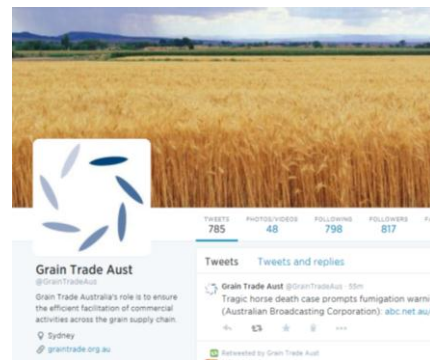 TWEETS PHOTOS/VIDEOS FOLLOWING FOLLOWERS
785 48 798 817
Grain Trade Aust
@GrainTradeAus
Grain Trade Australia's role is to ensure
the efficient facilitation of commercial
activities across the grain supply chain.
Sydney
graintrade.org.au
Tweets Tweets and replies
Grain Trade Aust @GrainTradeAus · 59m
Tragic horse death case prompts fumigation warni
(Australian Broadcasting Corporation): abc.net.au/
Retweeted by Grain Trade Aust